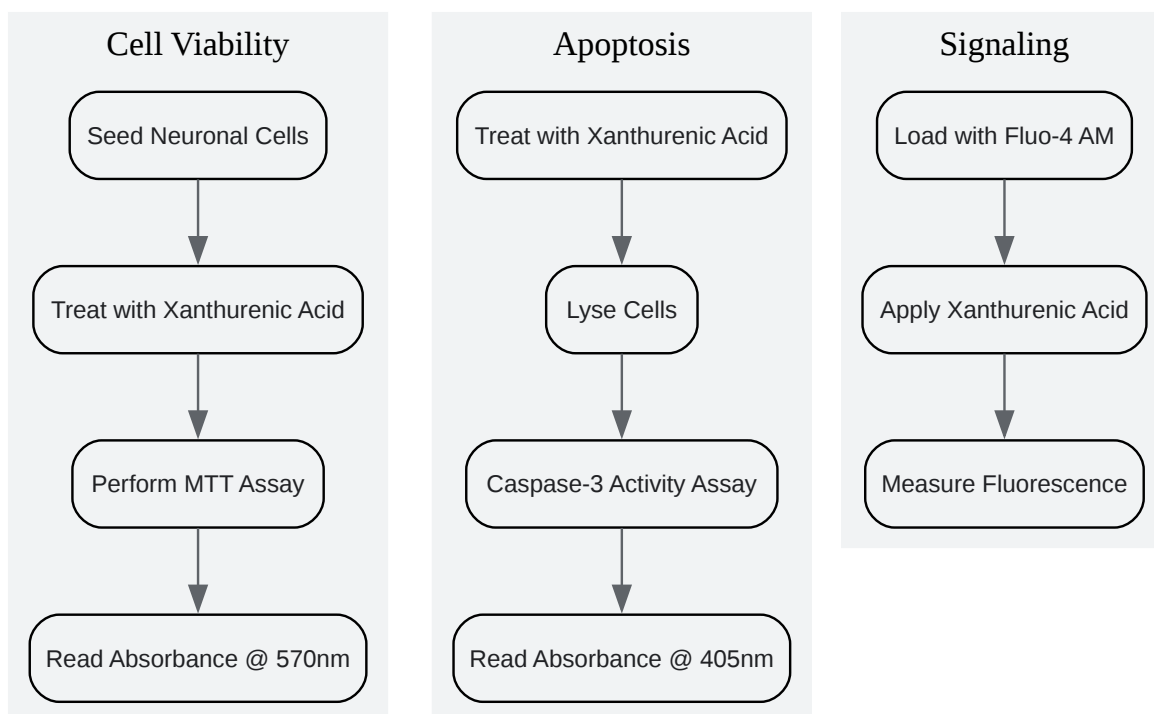 Cell Viability
Seed Neuronal Cells
Treat with Xanthurenic Acid
Perform MTT Assay
Read Absorbance @ 570nm
Apoptosis
Treat with Xanthurenic Acid
Lyse Cells
Caspase-3 Activity Assay
Read Absorbance @ 405nm
Signaling
Load with Fluo-4 AM
Apply Xanthurenic Acid
Measure Fluorescence